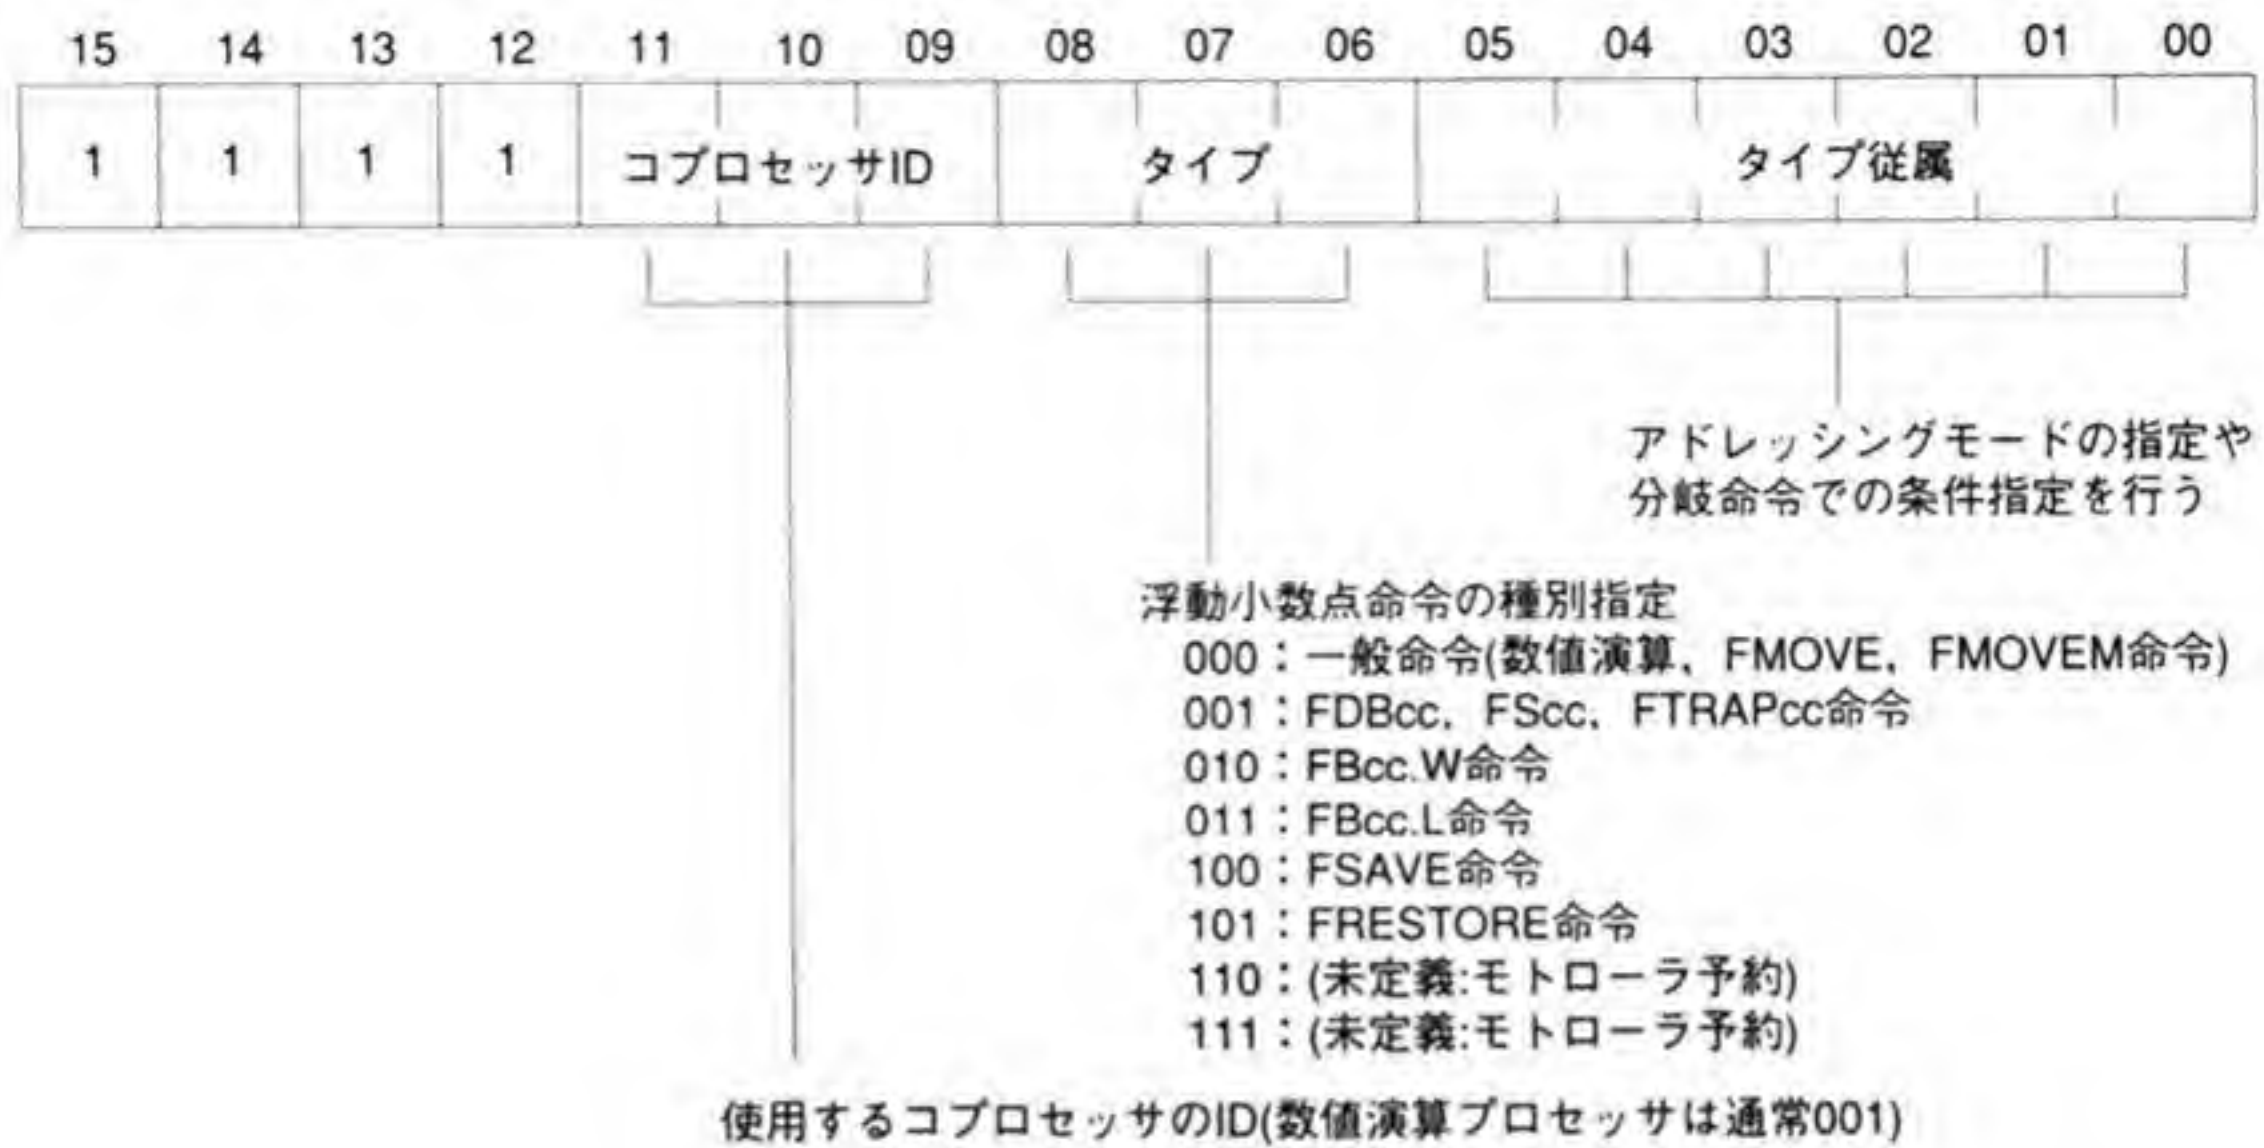 15 14 13 12 11 10 09 08 07 06 05 04 03 02 01 00
1 1 1 1 コプロセッサID タイプ タイプ従属
アドレッシングモードの指定や
分岐命令での条件指定を行う
浮動小数点命令の種別指定
000：一般命令(数値演算、FMOVE、FMOVEM命令)
001：FDBcc、FScc、FTRAPcc命令
010：FBcc.W命令
011：FBcc.L命令
100：FSAVE命令
101：FRESTORE命令
110：(未定義:モトローラ予約)
111：(未定義:モトローラ予約)
使用するコプロセッサのID(数値演算プロセッサは通常001)